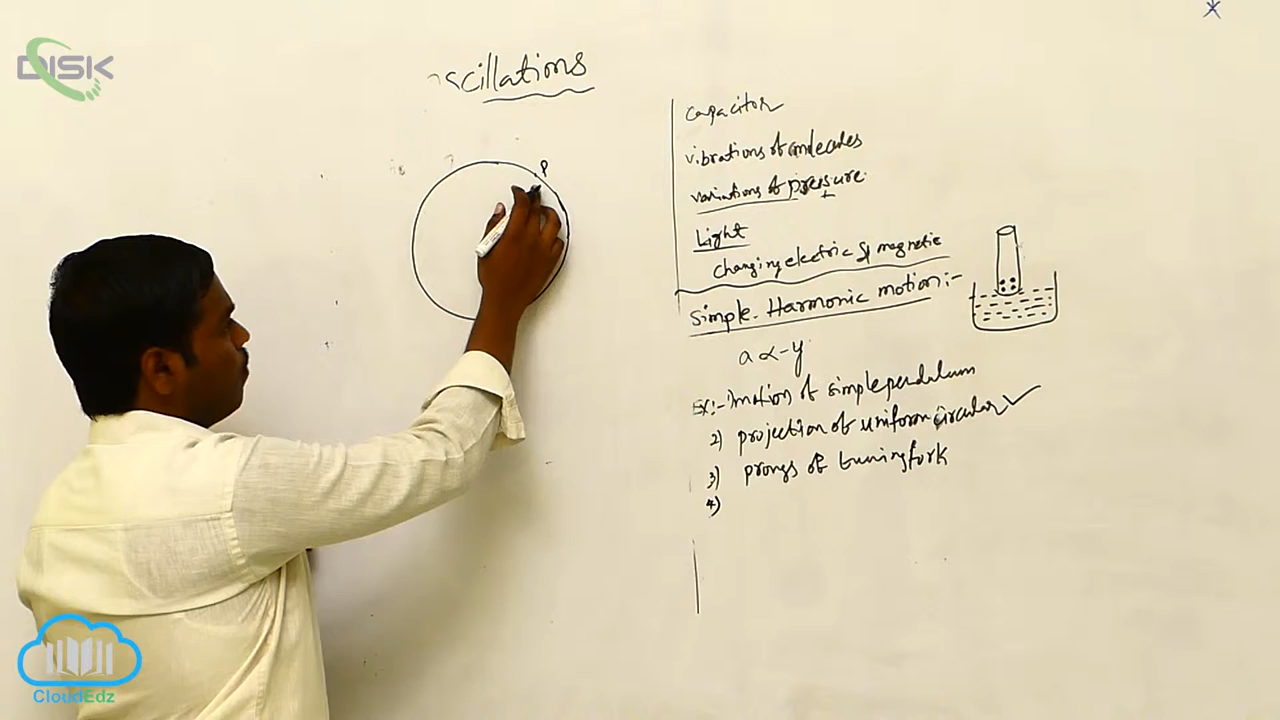 DISK
scillations
P
capacitor
vibrations of molecules
variations of pressure
Light
changing electric & magnetic
Simple Harmonic motion:-
a ∝ -y
Ex:- motion of simple pendulum
2) projection of uniform circular ✓
3) prongs of tuning fork
4)
CloudEdz